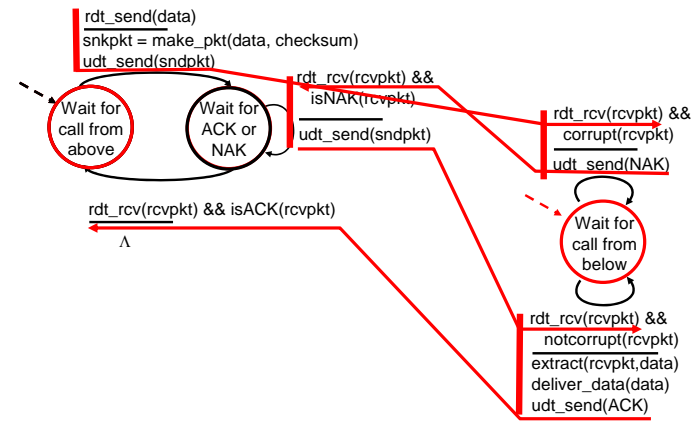 rdt_send(data)
snkpkt = make_pkt(data, checksum)
udt_send(sndpkt)
Wait for
call from
above
Wait for
ACK or
NAK
rdt_rcv(rcvpkt) &&
isNAK(rcvpkt)
udt_send(sndpkt)
rdt_rcv(rcvpkt) && isACK(rcvpkt)
Λ
rdt_rcv(rcvpkt) &&
corrupt(rcvpkt)
udt_send(NAK)
Wait for
call from
below
rdt_rcv(rcvpkt) &&
notcorrupt(rcvpkt)
extract(rcvpkt,data)
deliver_data(data)
udt_send(ACK)